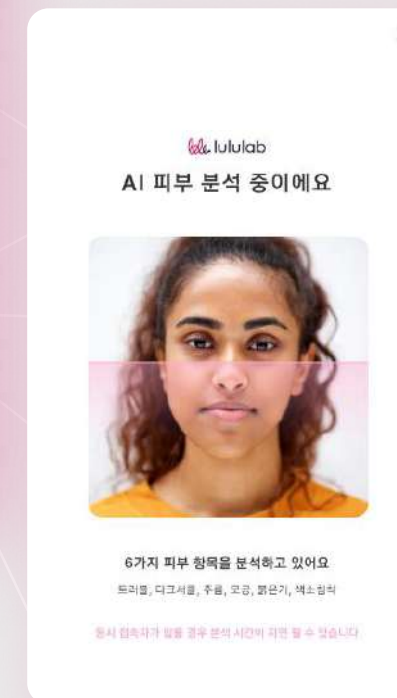 lululab
AI 피부 분석 중이에요
6가지 피부 항목을 분석하고 있어요
트러블, 다크서클, 주름, 모공, 붉은기, 색소침착
동시 접속자가 많을 경우 분석 시간이 지연 될 수 있습니다.